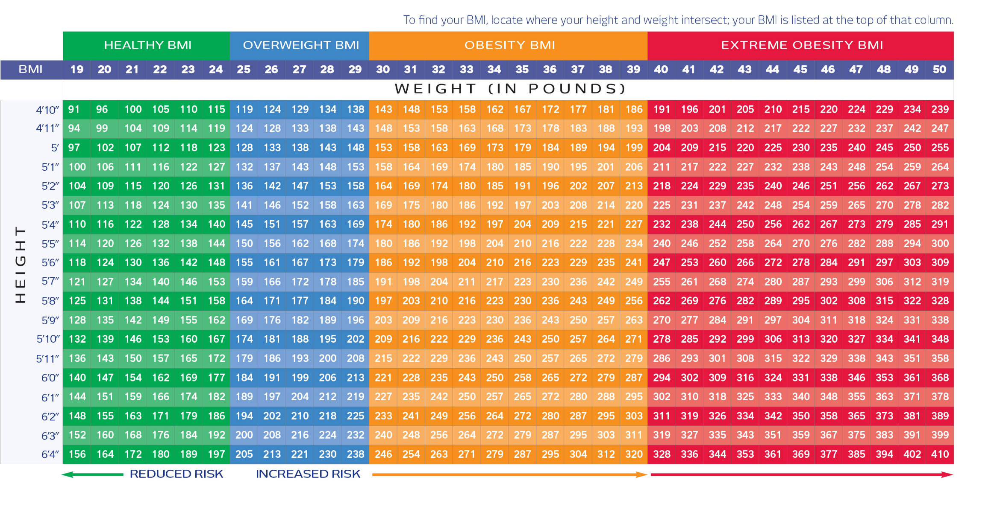 To find your BMI, locate where your height and weight intersect; your BMI is listed at the top of that column.
HEALTHY BMI OVERWEIGHT BMI OBESITY BMI EXTREME OBESITY BMI
BMI 19 20 21 22 23 24 25 26 27 28 29 30 31 32 33 34 35 36 37 38 39 40 41 42 43 44 45 46 47 48 49 50
WEIGHT (IN POUNDS)
HEIGHT
4'10" 91 96 100 105 110 115 119 124 129 134 138 143 148 153 158 162 167 172 177 181 186 191 196 201 205 210 215 220 224 229 234 239
4'11" 94 99 104 109 114 119 124 128 133 138 143 148 153 158 163 168 173 178 183 188 193 198 203 208 212 217 222 227 232 237 242 247
5' 97 102 107 112 118 123 128 133 138 143 148 153 158 163 169 173 179 184 189 194 199 204 209 215 220 225 230 235 240 245 250 255
5'1" 100 106 111 116 122 127 132 137 143 148 153 158 164 169 174 180 185 190 195 201 206 211 217 222 227 232 238 243 248 254 259 264
5'2" 104 109 115 120 126 131 136 142 147 153 158 164 169 174 180 185 191 196 202 207 213 218 224 229 235 240 246 251 256 262 267 273
5'3" 107 113 118 124 130 135 141 146 152 158 163 169 175 180 186 192 197 203 208 214 220 225 231 237 242 248 254 259 265 270 278 282
5'4" 110 116 122 128 134 140 145 151 157 163 169 174 180 186 192 197 204 209 215 221 227 232 238 244 250 256 262 267 273 279 285 291
5'5" 114 120 126 132 138 144 150 156 162 168 174 180 186 192 198 204 210 216 222 228 234 240 246 252 258 264 270 276 282 288 294 300
5'6" 118 124 130 136 142 148 155 161 167 173 179 186 192 198 204 210 216 223 229 235 241 247 253 260 266 272 278 284 291 297 303 309
5'7" 121 127 134 140 146 153 159 166 172 178 185 191 198 204 211 217 223 230 236 242 249 255 261 268 274 280 287 293 299 306 312 319
5'8" 125 131 138 144 151 158 164 171 177 184 190 197 203 210 216 223 230 236 243 249 256 262 269 276 282 289 295 302 308 315 322 328
5'9" 128 135 142 149 155 162 169 176 182 189 196 203 209 216 223 230 236 243 250 257 263 270 277 284 291 297 304 311 318 324 331 338
5'10" 132 139 146 153 160 167 174 181 188 195 202 209 216 222 229 236 243 250 257 264 271 278 285 292 299 306 313 320 327 334 341 348
5'11" 136 143 150 157 165 172 179 186 193 200 208 215 222 229 236 243 250 257 265 272 279 286 293 301 308 315 322 329 338 343 351 358
6'0" 140 147 154 162 169 177 184 191 199 206 213 221 228 235 243 250 258 265 272 279 287 294 302 309 316 324 331 338 346 353 361 368
6'1" 144 151 159 166 174 182 189 197 204 212 219 227 235 242 250 257 265 272 280 288 295 302 310 318 325 333 340 348 355 363 371 378
6'2" 148 155 163 171 179 186 194 202 210 218 225 233 241 249 256 264 272 280 287 295 303 311 319 326 334 342 350 358 365 373 381 389
6'3" 152 160 168 176 184 192 200 208 216 224 232 240 248 256 264 272 279 287 295 303 311 319 327 335 343 351 359 367 375 383 391 399
6'4" 156 164 172 180 189 197 205 213 221 230 238 246 254 263 271 279 287 295 304 312 320 328 336 344 353 361 369 377 385 394 402 410
REDUCED RISK INCREASED RISK